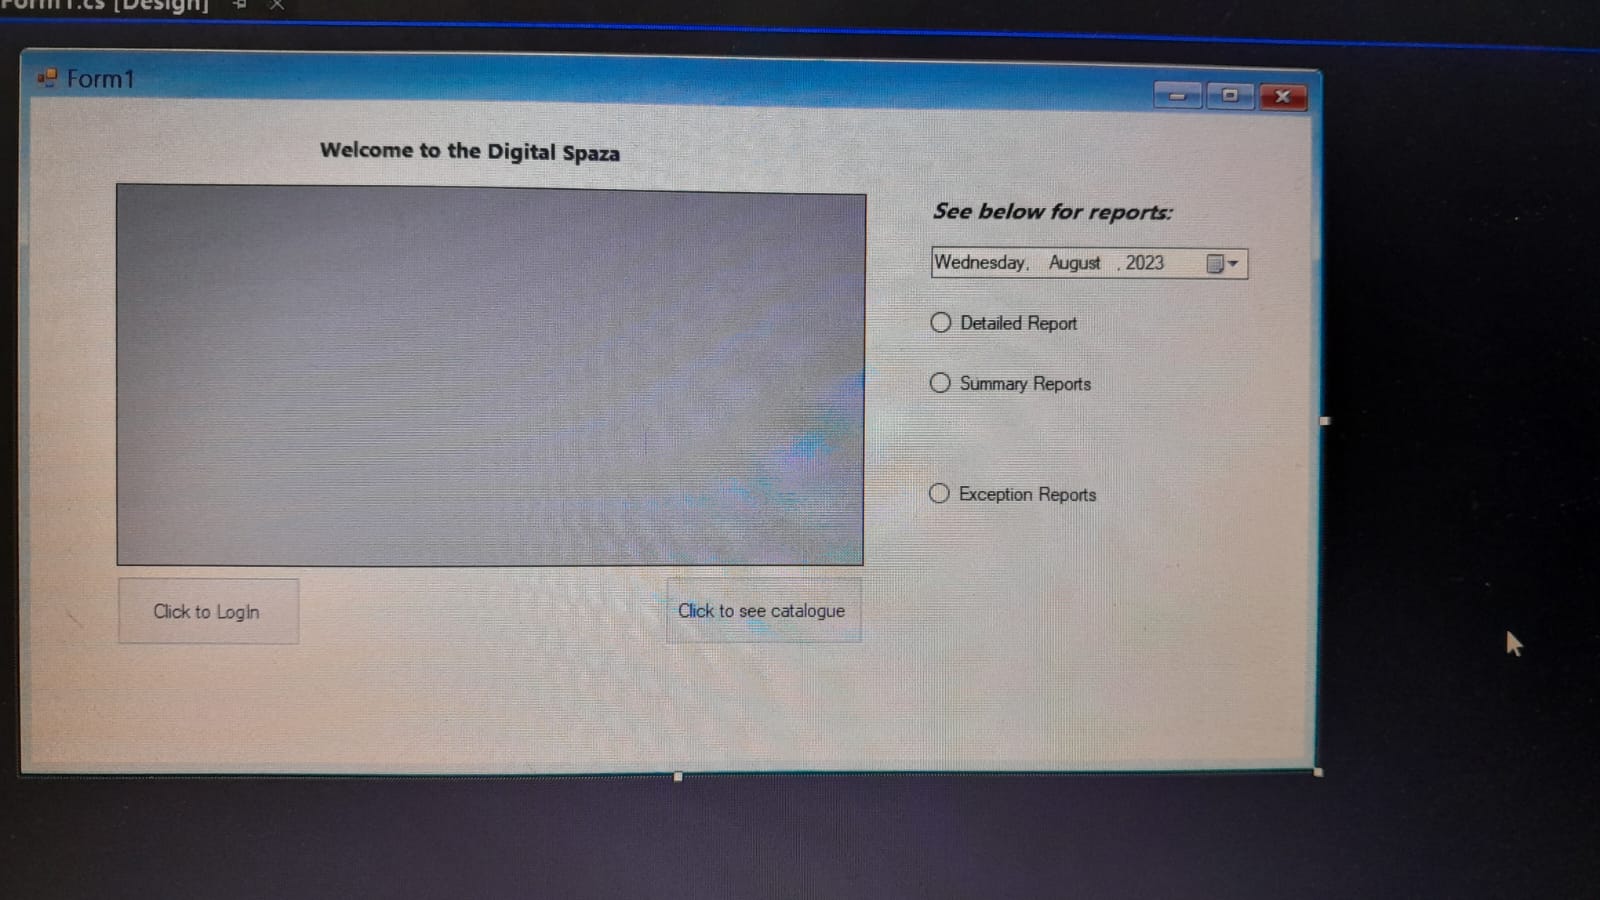 Form1.cs [Design]
Form1
Welcome to the Digital Spaza
See below for reports:
Wednesday, August , 2023
Detailed Report
Summary Reports
Exception Reports
Click to LogIn
Click to see catalogue